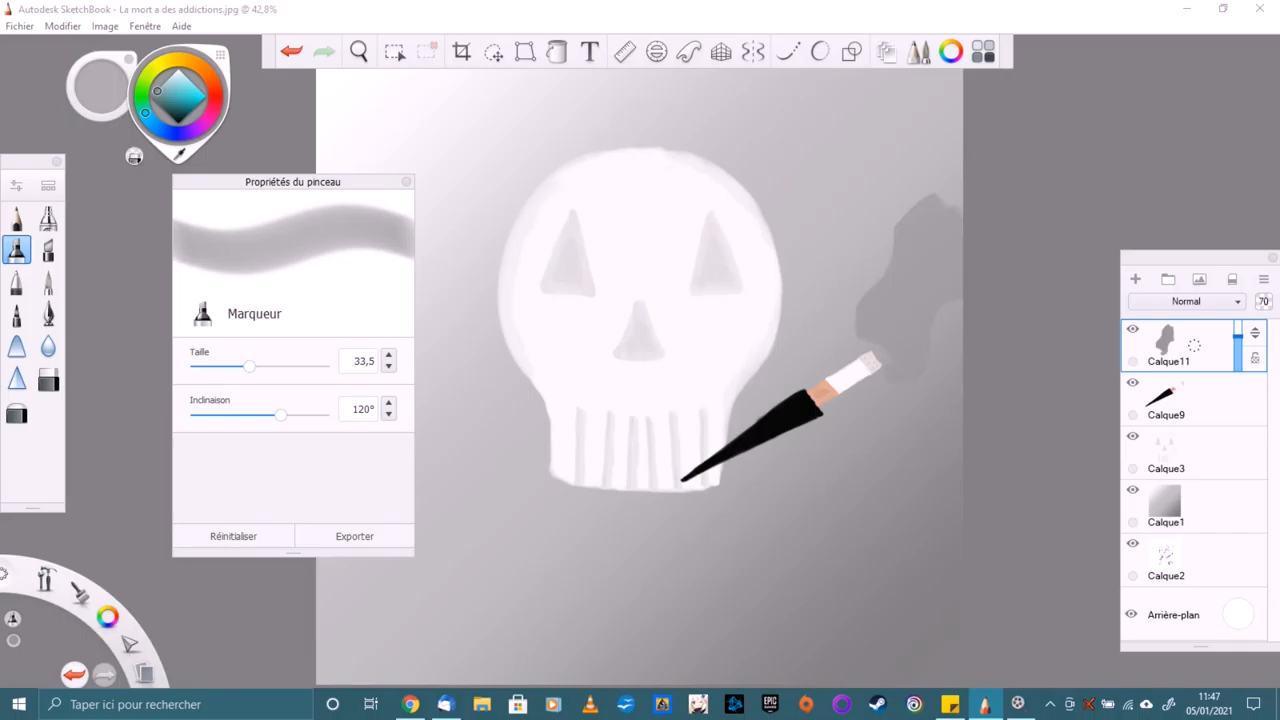 Autodesk SketchBook - La mort a des addictions.jpg @ 42,8%
Fichier Modifier Image Fenêtre Aide
T
Propriétés du pinceau
Marqueur
Taille
33,5
Inclinaison
120°
Réinitialiser Exporter
Normal 70
Calque11
Calque9
Calque3
Calque1
Calque2
Arrière-plan
Taper ici pour rechercher
EPIC
11:47
05/01/2021